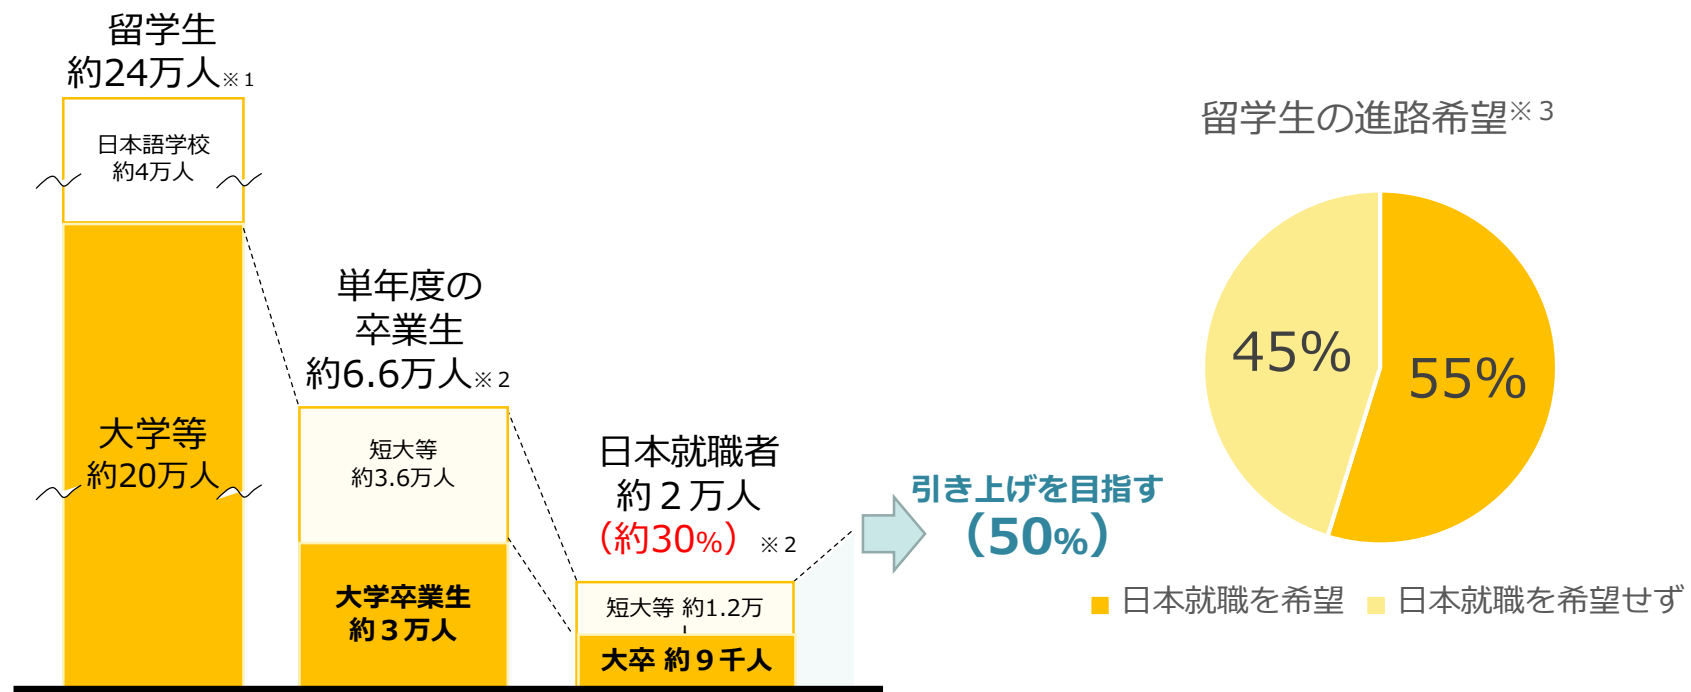 留学生
約24万人※1
日本語学校
約4万人
大学等
約20万人
単年度の
卒業生
約6.6万人※2
短大等
約3.6万人
大学卒業生
約３万人
日本就職者
約２万人
（約30%）※2
短大等 約1.2万
大卒 約９千人
引き上げを目指す
（50%）
留学生の進路希望※3
45%
55%
日本就職を希望
日本就職を希望せず